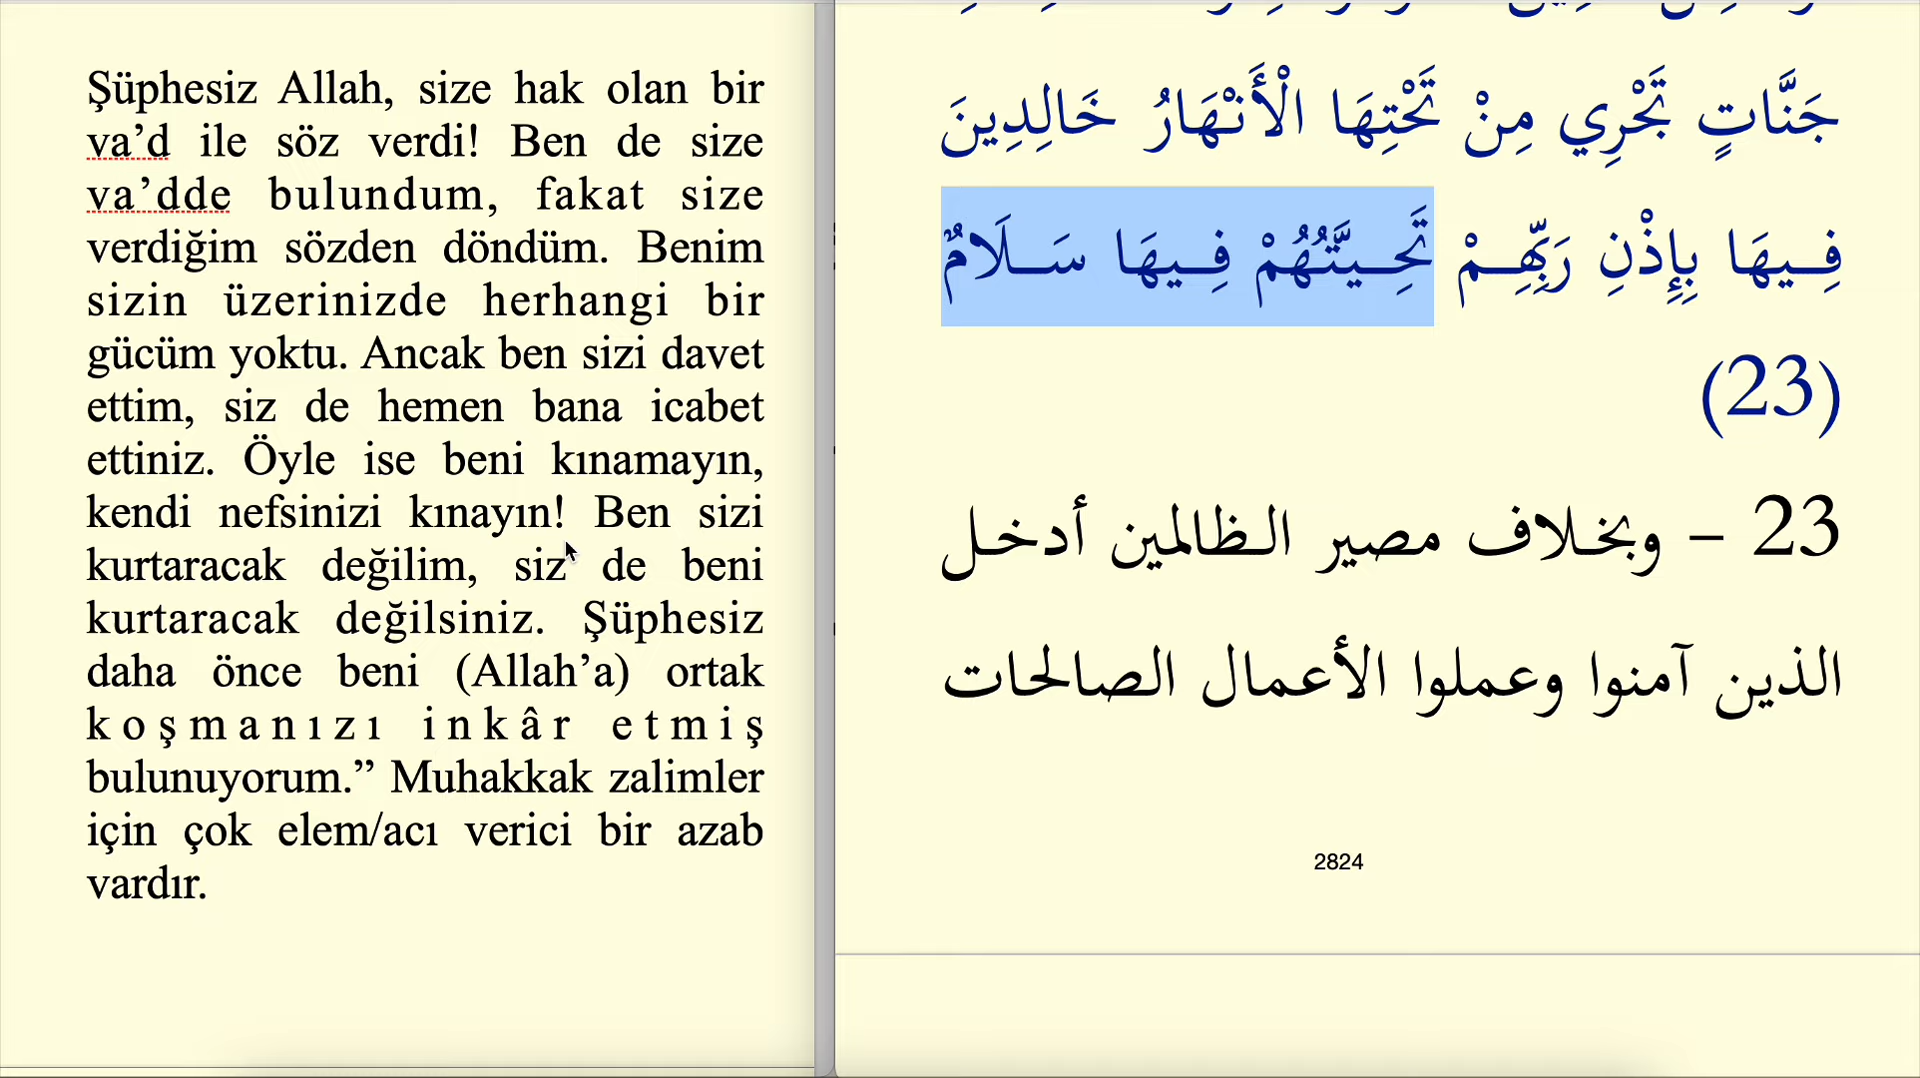 Şüphesiz Allah, size hak olan bir
va’d ile söz verdi! Ben de size
va’dde bulundum, fakat size
verdiğim sözden döndüm. Benim
sizin üzerinizde herhangi bir
gücüm yoktu. Ancak ben sizi davet
ettim, siz de hemen bana icabet
ettiniz. Öyle ise beni kınamayın,
kendi nefsinizi kınayın! Ben sizi
kurtaracak değilim, siz de beni
kurtaracak değilsiniz. Şüphesiz
daha önce beni (Allah’a) ortak
koşmanızı inkâr etmiş
bulunuyorum.” Muhakkak zalimler
için çok elem/acı verici bir azab
vardır.
جَنَّاتٍ تَجْرِي مِنْ تَحْتِهَا الْأَنْهَارُ خَالِدِينَ
فِيهَا بِإِذْنِ رَبِّهِمْ تَحِيَّتُهُمْ فِيهَا سَلَامٌ
(23)
23 – وبخلاف مصير الظالمين أدخل
الذين آمنوا وعملوا الأعمال الصالحات
2824